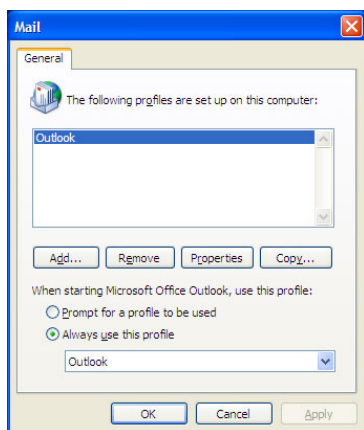 Mail
General
The following profiles are set up on this computer:
Outlook
Add...
Remove
Properties
Copy...
When starting Microsoft Office Outlook, use this profile:
Prompt for a profile to be used
Always use this profile
Outlook
OK
Cancel
Apply